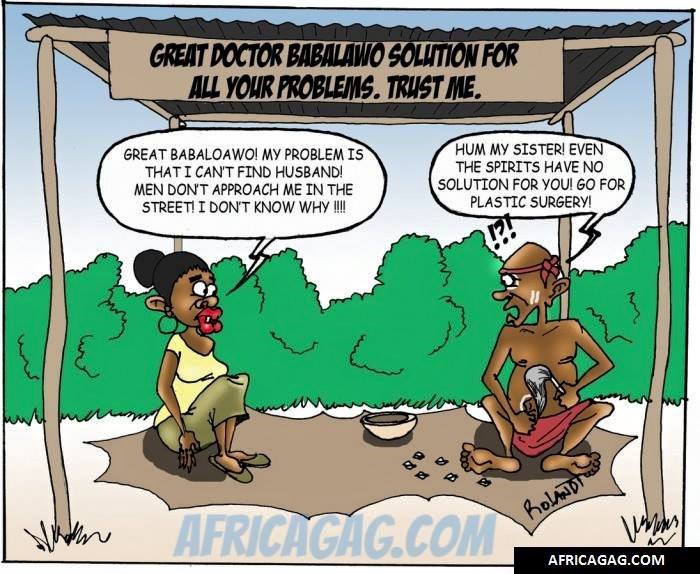 GREAT DOCTOR BABALAWO SOLUTION FOR
ALL YOUR PROBLEMS. TRUST ME.
GREAT BABALOAWO! MY PROBLEM IS
THAT I CAN'T FIND HUSBAND!
MEN DON'T APPROACH ME IN THE
STREET! I DON'T KNOW WHY !!!!
HUM MY SISTER! EVEN
THE SPIRITS HAVE NO
SOLUTION FOR YOU! GO FOR
PLASTIC SURGERY!
!?!
ROLANDI
AFRICAGAG.COM
AFRICAGAG.COM